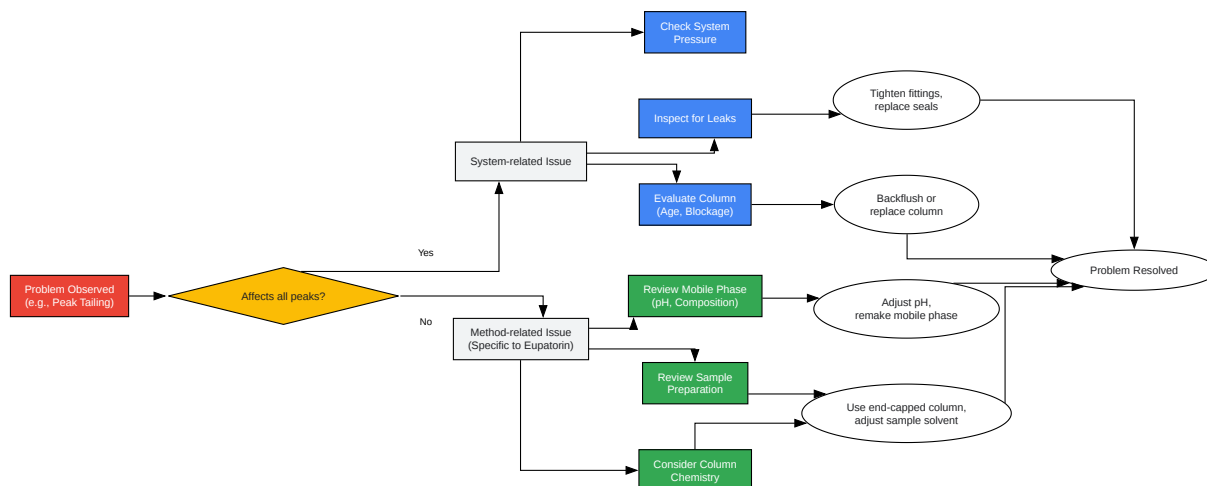 Check System
Pressure
Tighten fittings,
replace seals
Inspect for Leaks
System-related Issue
Evaluate Column
(Age, Blockage)
Backflush or
replace column
Yes
Problem Resolved
Problem Observed
(e.g., Peak Tailing)
Affects all peaks?
Review Mobile Phase
(pH, Composition)
Adjust pH,
remake mobile phase
No
Method-related Issue
(Specific to Eupatorin)
Review Sample
Preparation
Use end-capped column,
adjust sample solvent
Consider Column
Chemistry